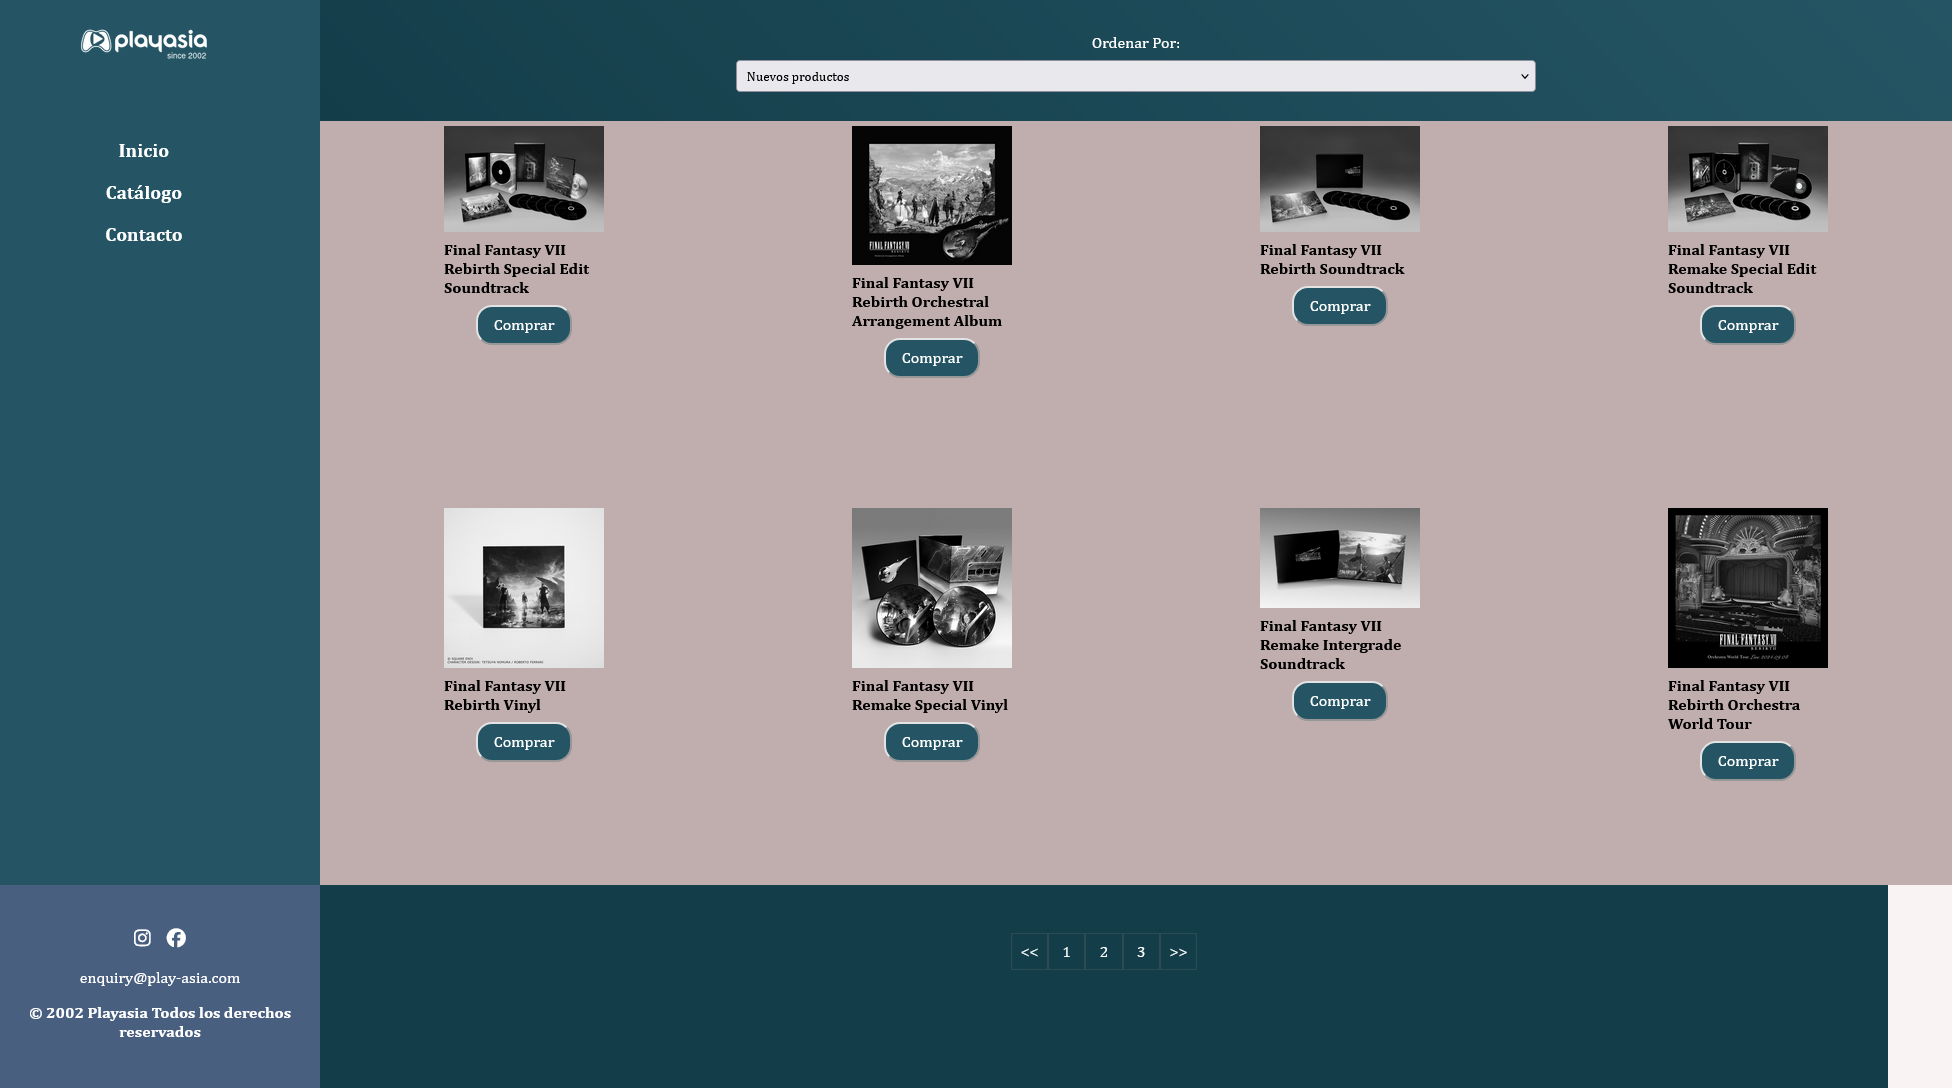 playasia
since 2002
Inicio
Catálogo
Contacto
Ordenar Por:
Nuevos productos
Final Fantasy VII
Rebirth Special Edit
Soundtrack
Comprar
FINAL FANTASY VII
REBIRTH
Final Fantasy VII
Rebirth Orchestral
Arrangement Album
Comprar
Final Fantasy VII
Rebirth Soundtrack
Comprar
Final Fantasy VII
Remake Special Edit
Soundtrack
Comprar
Final Fantasy VII
Rebirth Vinyl
Comprar
Final Fantasy VII
Remake Special Vinyl
Comprar
Final Fantasy VII
Remake Intergrade
Soundtrack
Comprar
FINAL FANTASY VII
REBIRTH
Orchestra World Tour
Final Fantasy VII
Rebirth Orchestra
World Tour
Comprar
enquiry@play-asia.com
© 2002 Playasia Todos los derechos
reservados
<< 1 2 3 >>